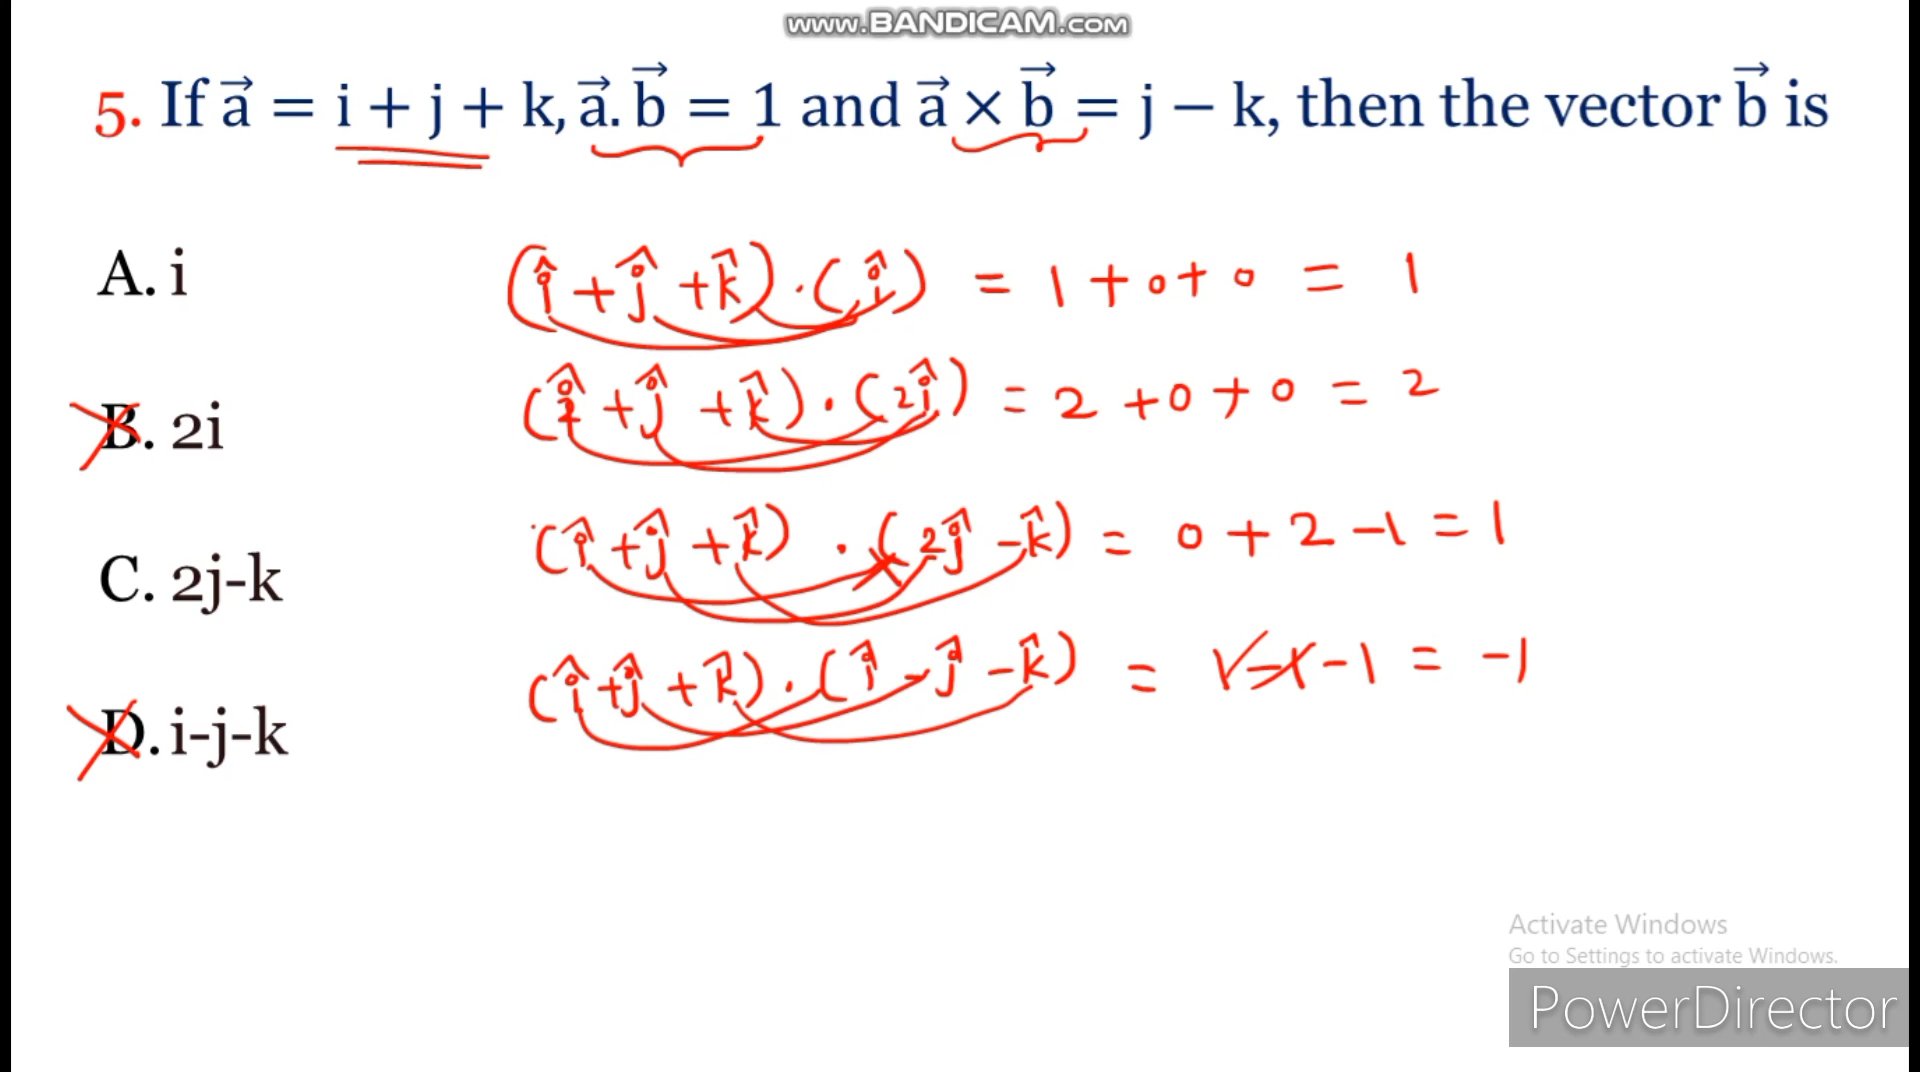 www.BANDICAM.com
5. If a⃗ = i + j + k, a⃗. b⃗ = 1 and a⃗ × b⃗ = j − k, then the vector b⃗ is
A. i
(î + ĵ + k̂) · (î) = 1 + 0 + 0 = 1
B. 2i
(î + ĵ + k̂) · (2î) = 2 + 0 + 0 = 2
C. 2j-k
(î + ĵ + k̂) · (2ĵ − k̂) = 0 + 2 − 1 = 1
D. i-j-k
(î + ĵ + k̂) · (î − ĵ − k̂) = 1 − 1 − 1 = −1
Activate Windows
Go to Settings to activate Windows.
PowerDirector